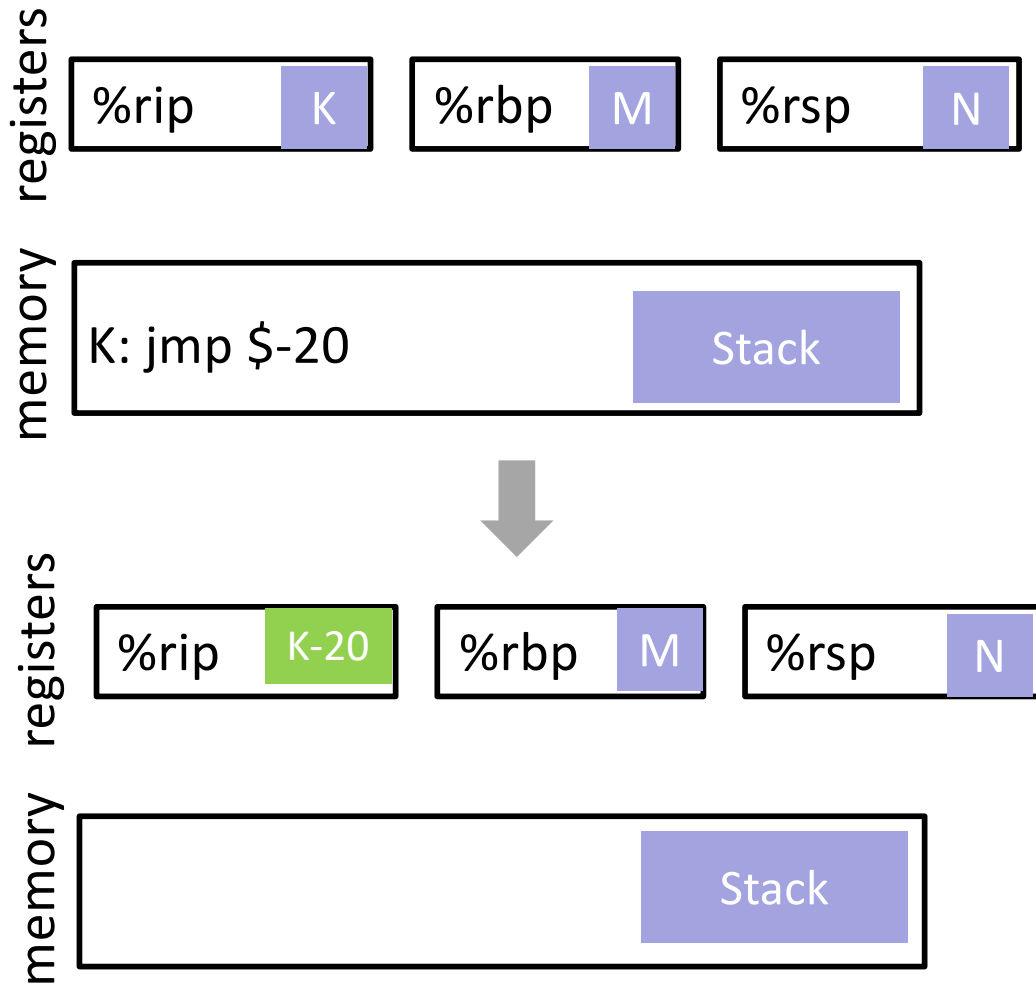 registers
%rip K
%rbp M
%rsp N
memory
K: jmp $-20
Stack
registers
%rip K-20
%rbp M
%rsp N
memory
Stack